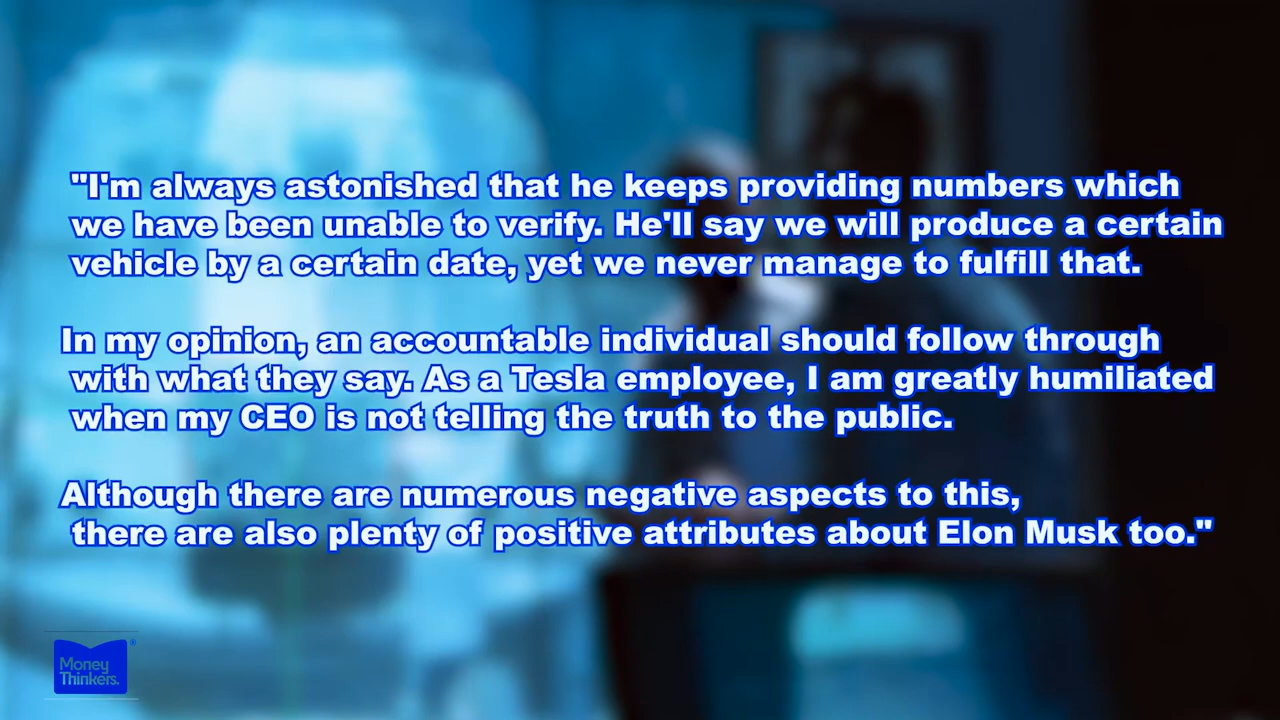 "I'm always astonished that he keeps providing numbers which
we have been unable to verify. He'll say we will produce a certain
vehicle by a certain date, yet we never manage to fulfill that.
In my opinion, an accountable individual should follow through
with what they say. As a Tesla employee, I am greatly humiliated
when my CEO is not telling the truth to the public.
Although there are numerous negative aspects to this,
there are also plenty of positive attributes about Elon Musk too."
Money
Thinkers.